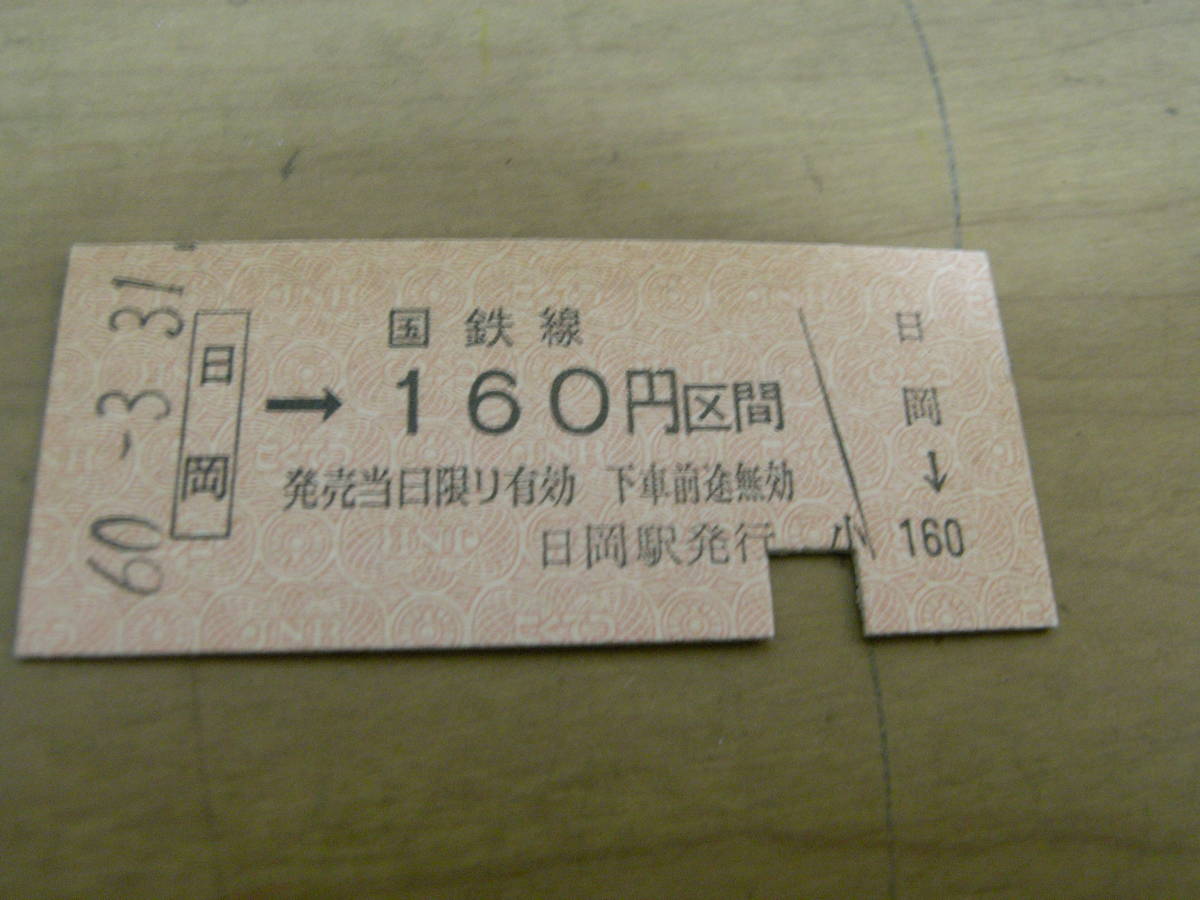 60-3 31
日岡
国鉄線
→160円区間
発売当日限り有効 下車前途無効
日岡駅発行
小
日
岡
↓
160